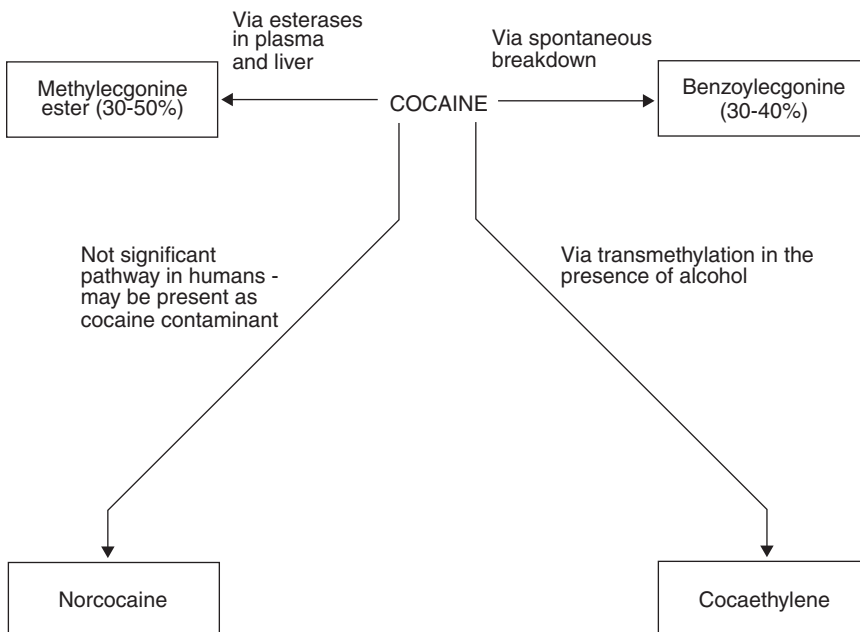 Via esterases
in plasma
and liver
Via spontaneous
breakdown
Methylecgonine
ester (30-50%)
COCAINE
Benzoylecgonine
(30-40%)
Not significant
pathway in humans -
may be present as
cocaine contaminant
Via transmethylation in the
presence of alcohol
Norcocaine
Cocaethylene